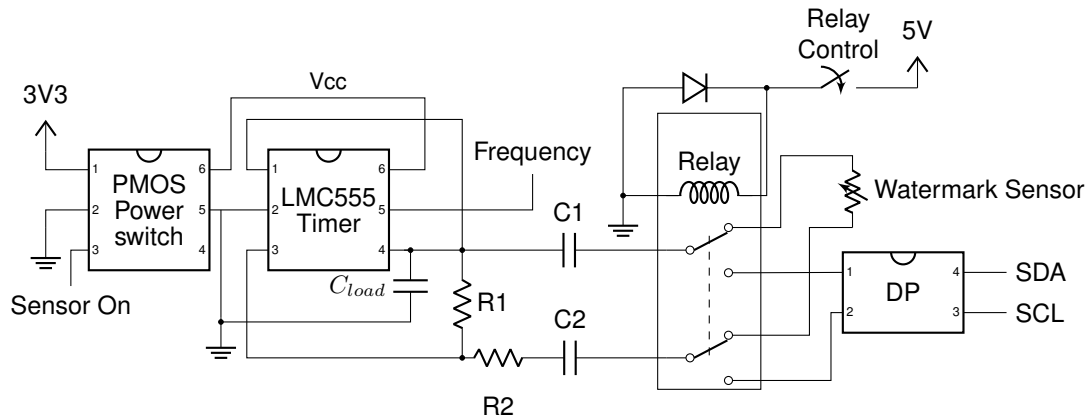 Relay
Control
5V
3V3
Vcc
1
2
3
6
5
4
PMOS
Power
switch
1
2
3
6
5
4
LMC555
Timer
Frequency
Relay
Watermark Sensor
C1
Sensor On
C_load
R1
C2
R2
1
2
4
3
DP
SDA
SCL